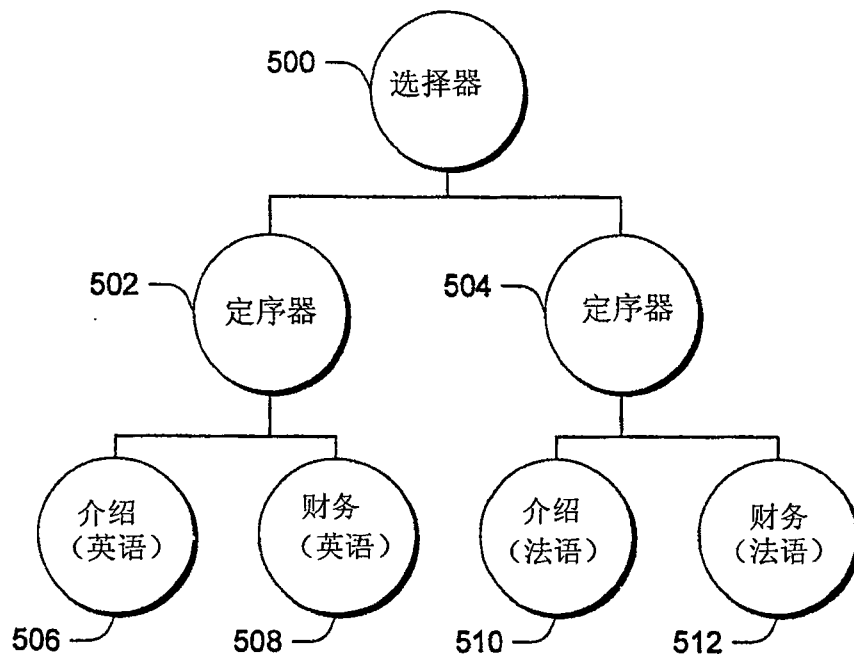 500
选择器
502
定序器
504
定序器
介绍
（英语）
财务
（英语）
介绍
（法语）
财务
（法语）
506
508
510
512